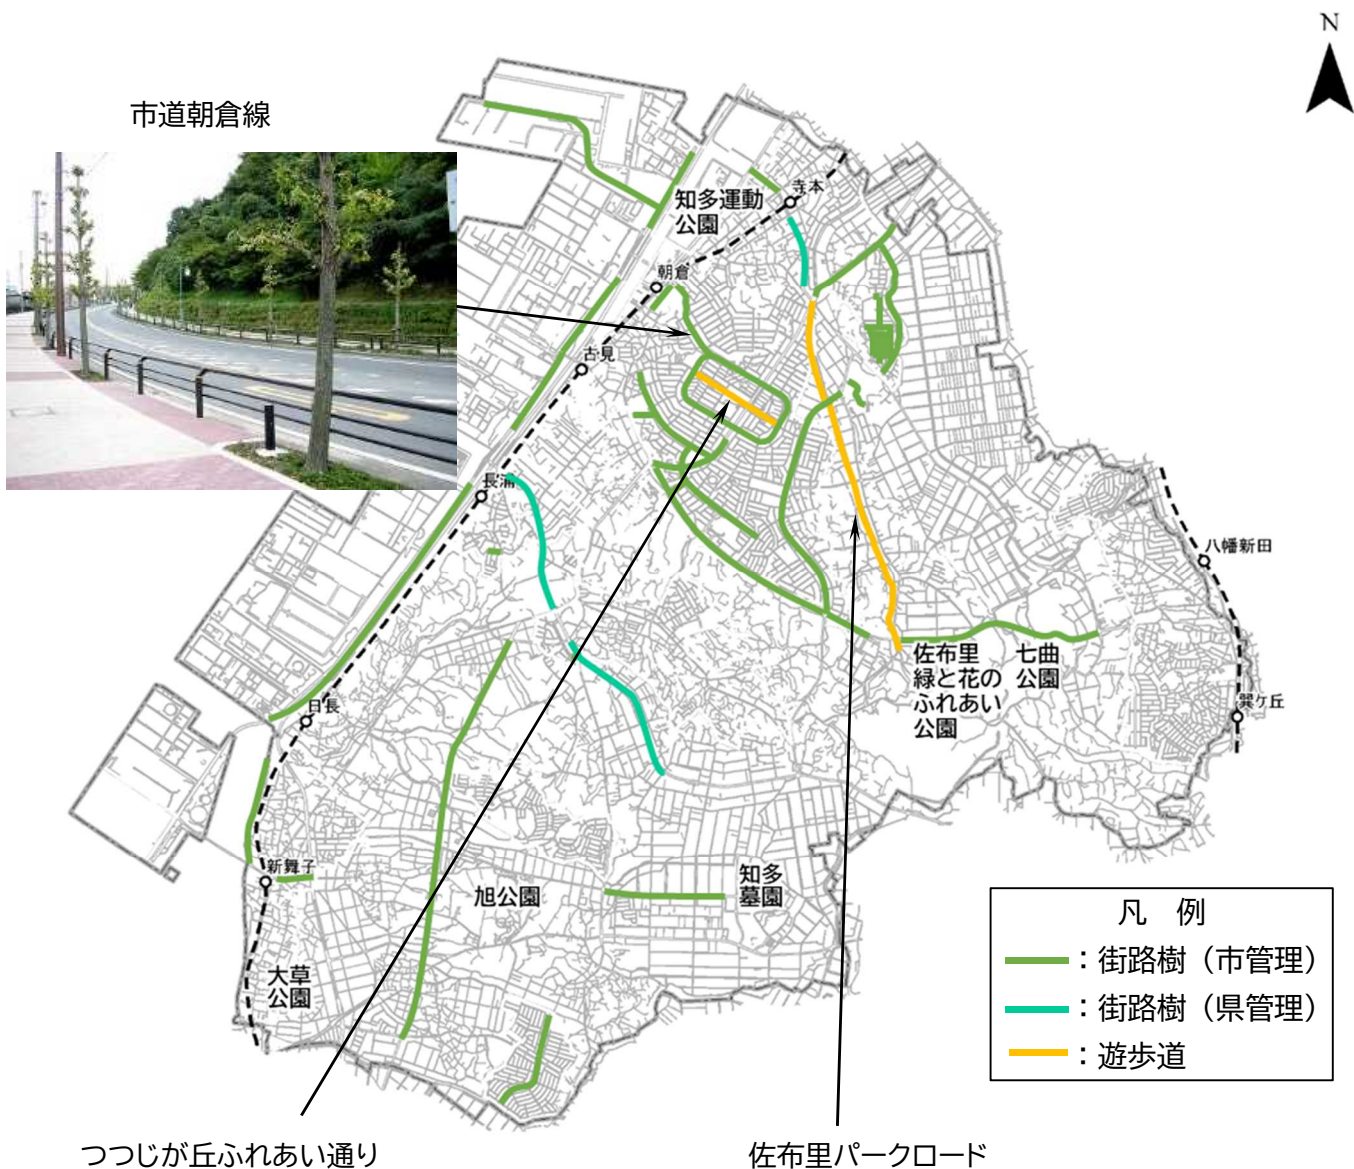 N
市道朝倉線
知多運動
公園
寺本
朝倉
古見
長浦
八幡新田
佐布里
緑と花の
ふれあい
公園
七曲
公園
巽ヶ丘
日長
新舞子
旭公園
知多
墓園
大草
公園
凡 例
：街路樹（市管理）
：街路樹（県管理）
：遊歩道
つつじが丘ふれあい通り
佐布里パークロード